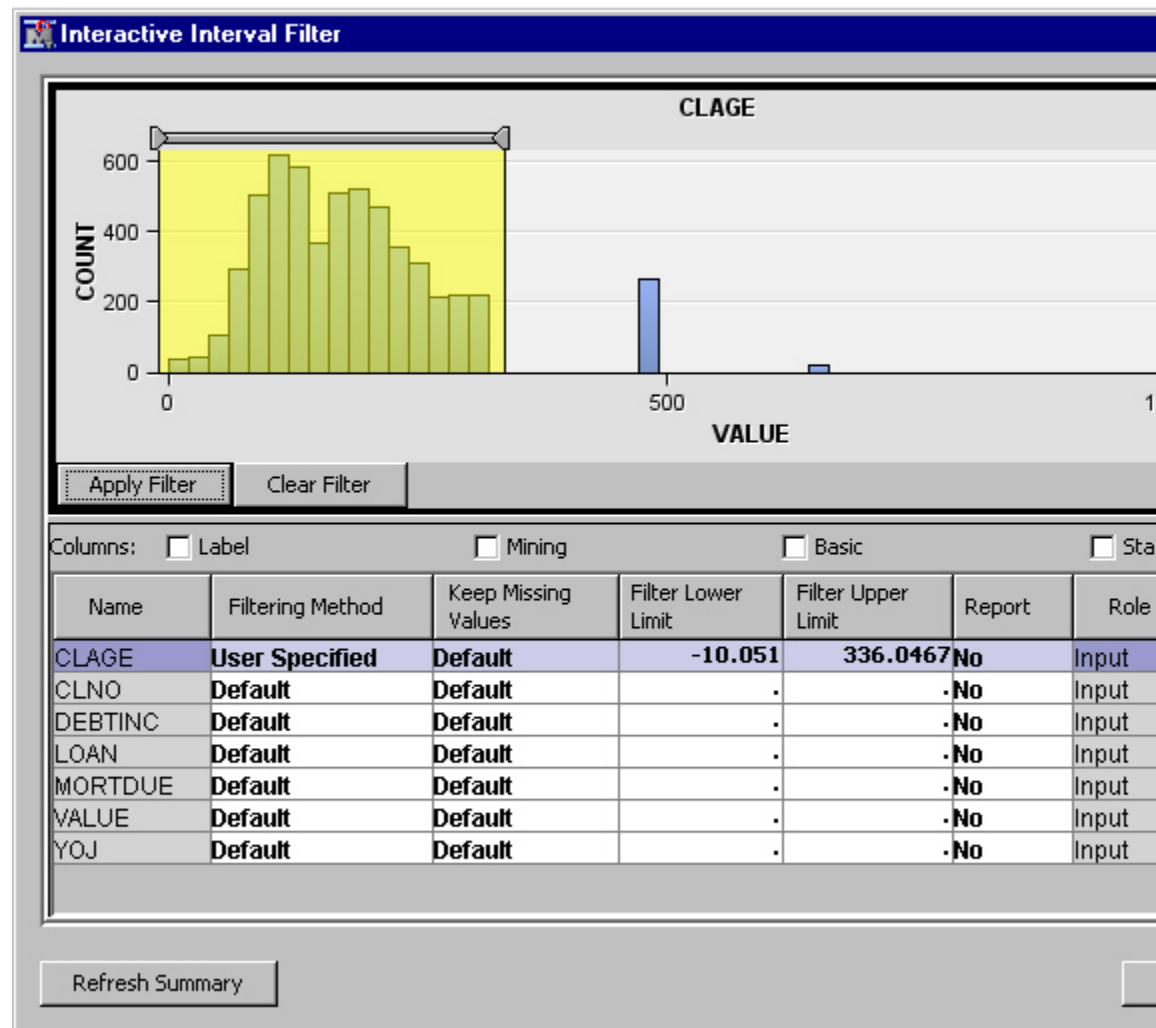 Interactive Interval Filter
CLAGE
600
400
200
0
COUNT
0 500 1
VALUE
Apply Filter Clear Filter
Columns: Label Mining Basic Sta
Name Filtering Method Keep Missing Values Filter Lower Limit Filter Upper Limit Report Role
CLAGE User Specified Default -10.051 336.0467 No Input
CLNO Default Default . . No Input
DEBTINC Default Default . . No Input
LOAN Default Default . . No Input
MORTDUE Default Default . . No Input
VALUE Default Default . . No Input
YOJ Default Default . . No Input
Refresh Summary